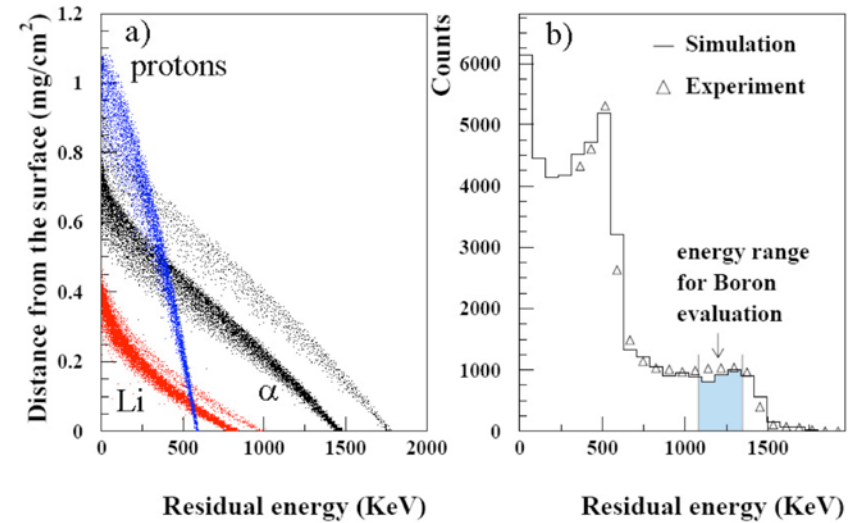 a)
protons
Li
α
1.2
1
0.8
0.6
0.4
0.2
0
0
500
1000
1500
2000
Distance from the surface (mg/cm²)
Residual energy (KeV)
b)
Simulation
Experiment
energy range
for Boron
evaluation
Counts
6000
5000
4000
3000
2000
1000
0
0
500
1000
1500
Residual energy (KeV)